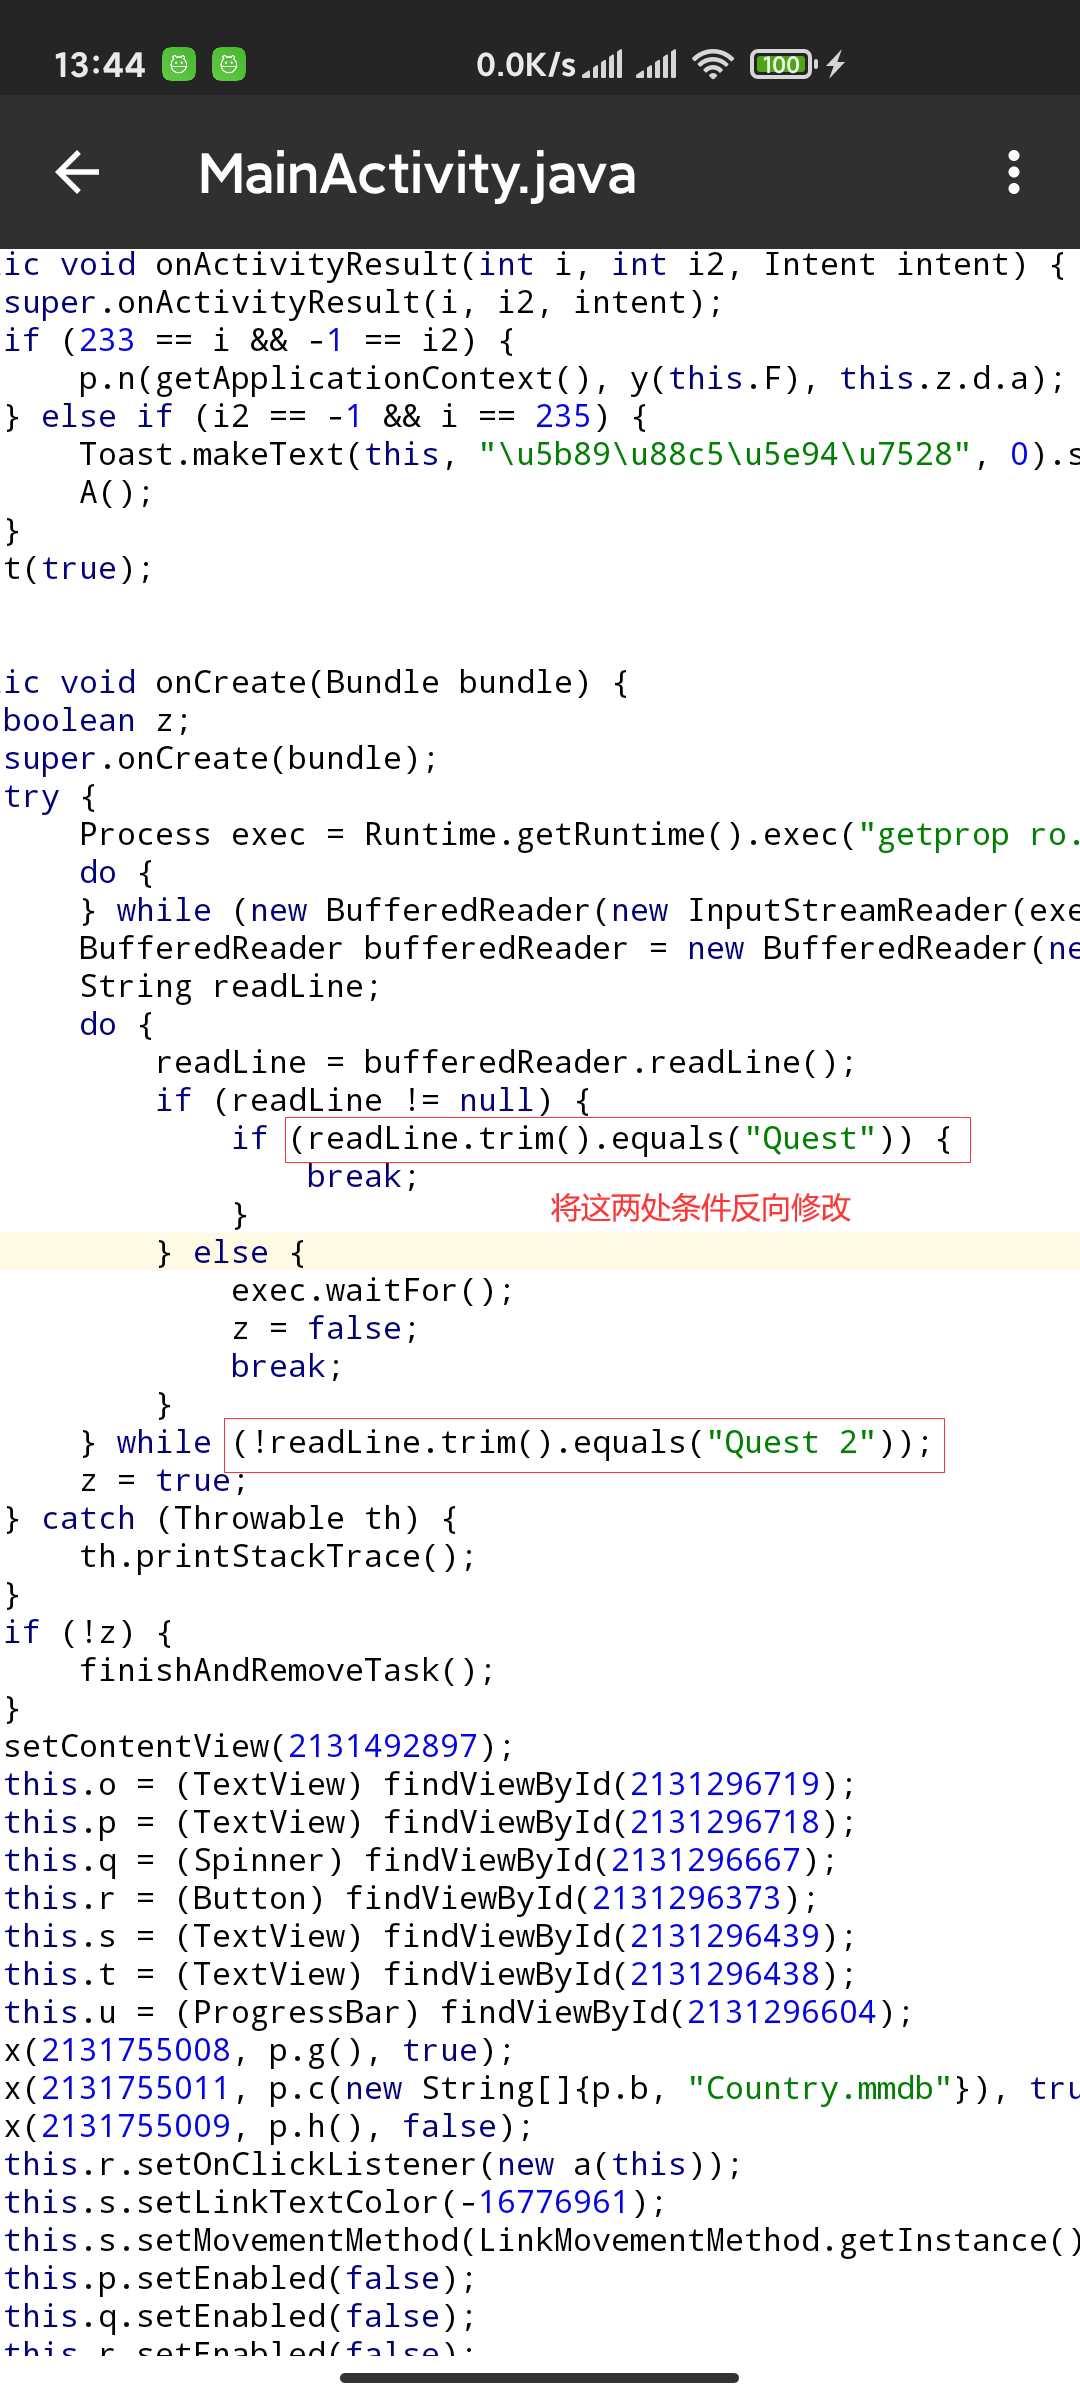 13:44 0.0K/s 100
MainActivity.java
ic void onActivityResult(int i, int i2, Intent intent) {
super.onActivityResult(i, i2, intent);
if (233 == i && -1 == i2) {
p.n(getApplicationContext(), y(this.F), this.z.d.a);
} else if (i2 == -1 && i == 235) {
Toast.makeText(this, "\u5b89\u88c5\u5e94\u7528", 0).s
A();
}
t(true);
ic void onCreate(Bundle bundle) {
boolean z;
super.onCreate(bundle);
try {
Process exec = Runtime.getRuntime().exec("getprop ro.
do {
} while (new BufferedReader(new InputStreamReader(exe
BufferedReader bufferedReader = new BufferedReader(ne
String readLine;
do {
readLine = bufferedReader.readLine();
if (readLine != null) {
if (readLine.trim().equals("Quest")) {
break;
}
将这两处条件反向修改
} else {
exec.waitFor();
z = false;
break;
}
} while (!readLine.trim().equals("Quest 2"));
z = true;
} catch (Throwable th) {
th.printStackTrace();
}
if (!z) {
finishAndRemoveTask();
}
setContentView(2131492897);
this.o = (TextView) findViewById(2131296719);
this.p = (TextView) findViewById(2131296718);
this.q = (Spinner) findViewById(2131296667);
this.r = (Button) findViewById(2131296373);
this.s = (TextView) findViewById(2131296439);
this.t = (TextView) findViewById(2131296438);
this.u = (ProgressBar) findViewById(2131296604);
x(2131755008, p.g(), true);
x(2131755011, p.c(new String[]{p.b, "Country.mmdb"}), tru
x(2131755009, p.h(), false);
this.r.setOnClickListener(new a(this));
this.s.setLinkTextColor(-16776961);
this.s.setMovementMethod(LinkMovementMethod.getInstance()
this.p.setEnabled(false);
this.q.setEnabled(false);
this.r.setEnabled(false);